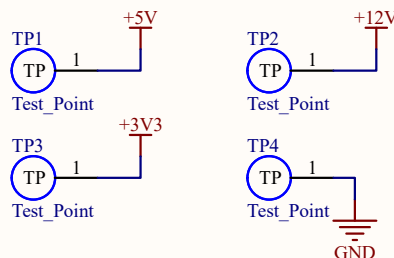 +5V
TP1
TP 1
Test_Point
+12V
TP2
TP 1
Test_Point
+3V3
TP3
TP 1
Test_Point
TP4
TP 1
Test_Point
GND